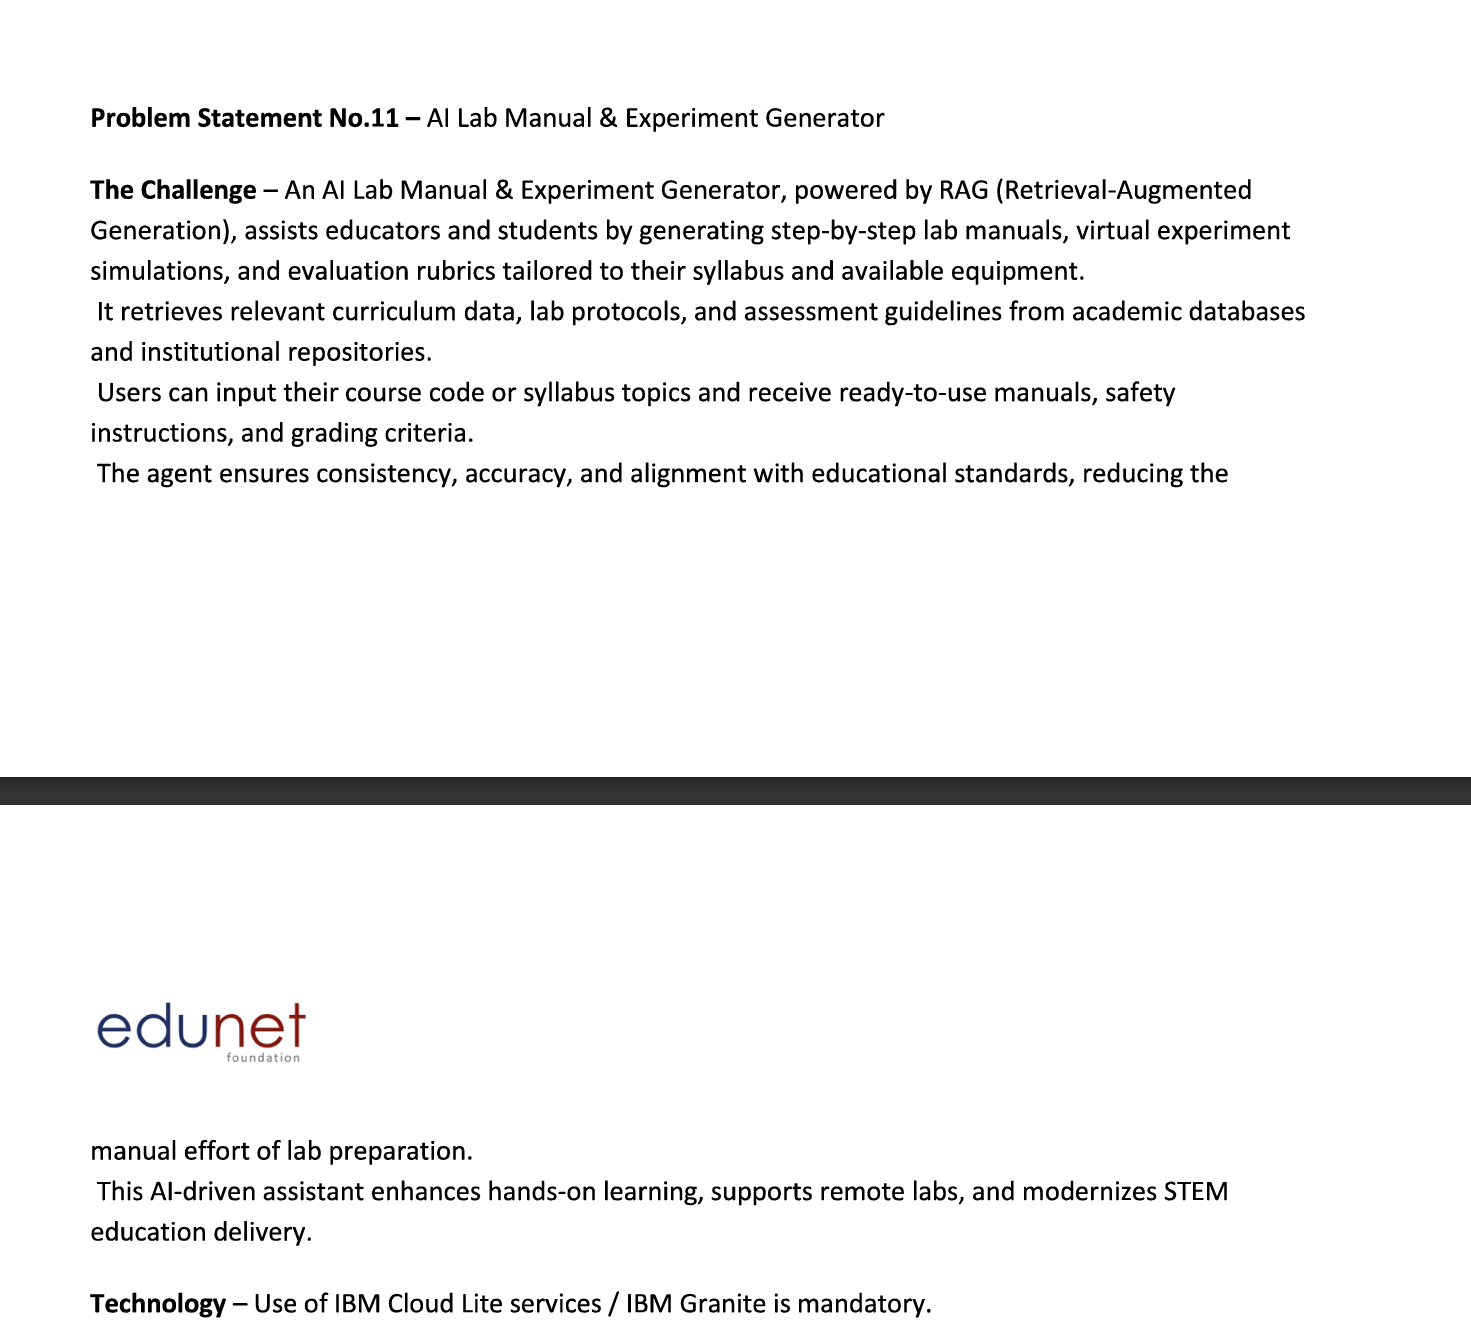 Problem Statement No.11 – AI Lab Manual & Experiment Generator
The Challenge – An AI Lab Manual & Experiment Generator, powered by RAG (Retrieval-Augmented
Generation), assists educators and students by generating step-by-step lab manuals, virtual experiment
simulations, and evaluation rubrics tailored to their syllabus and available equipment.
It retrieves relevant curriculum data, lab protocols, and assessment guidelines from academic databases
and institutional repositories.
Users can input their course code or syllabus topics and receive ready-to-use manuals, safety
instructions, and grading criteria.
The agent ensures consistency, accuracy, and alignment with educational standards, reducing the
edunet
foundation
manual effort of lab preparation.
This AI-driven assistant enhances hands-on learning, supports remote labs, and modernizes STEM
education delivery.
Technology – Use of IBM Cloud Lite services / IBM Granite is mandatory.